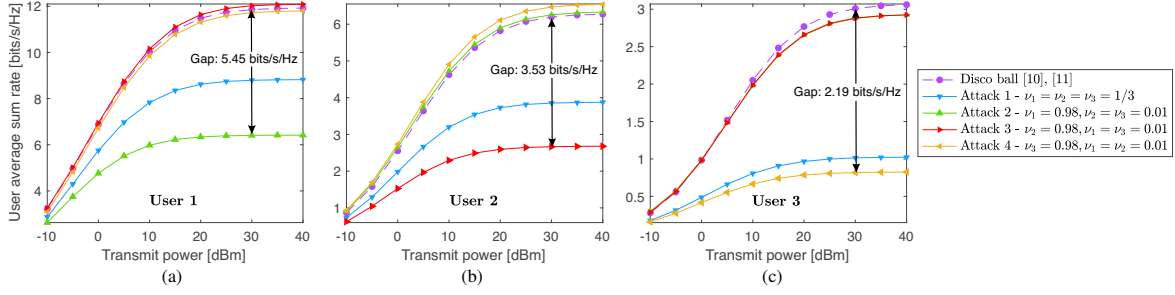 User average sum rate [bits/s/Hz]
12
10
8
6
4
Gap: 5.45 bits/s/Hz
User 1
-10 0 10 20 30 40
Transmit power [dBm]
(a)
6
5
4
3
2
1
Gap: 3.53 bits/s/Hz
User 2
-10 0 10 20 30 40
Transmit power [dBm]
(b)
3
2.5
2
1.5
1
0.5
Gap: 2.19 bits/s/Hz
User 3
-10 0 10 20 30 40
Transmit power [dBm]
(c)
Disco ball [10], [11]
Attack 1 - ν₁ = ν₂ = ν₃ = 1/3
Attack 2 - ν₁ = 0.98, ν₂ = ν₃ = 0.01
Attack 3 - ν₂ = 0.98, ν₁ = ν₃ = 0.01
Attack 4 - ν₃ = 0.98, ν₁ = ν₂ = 0.01